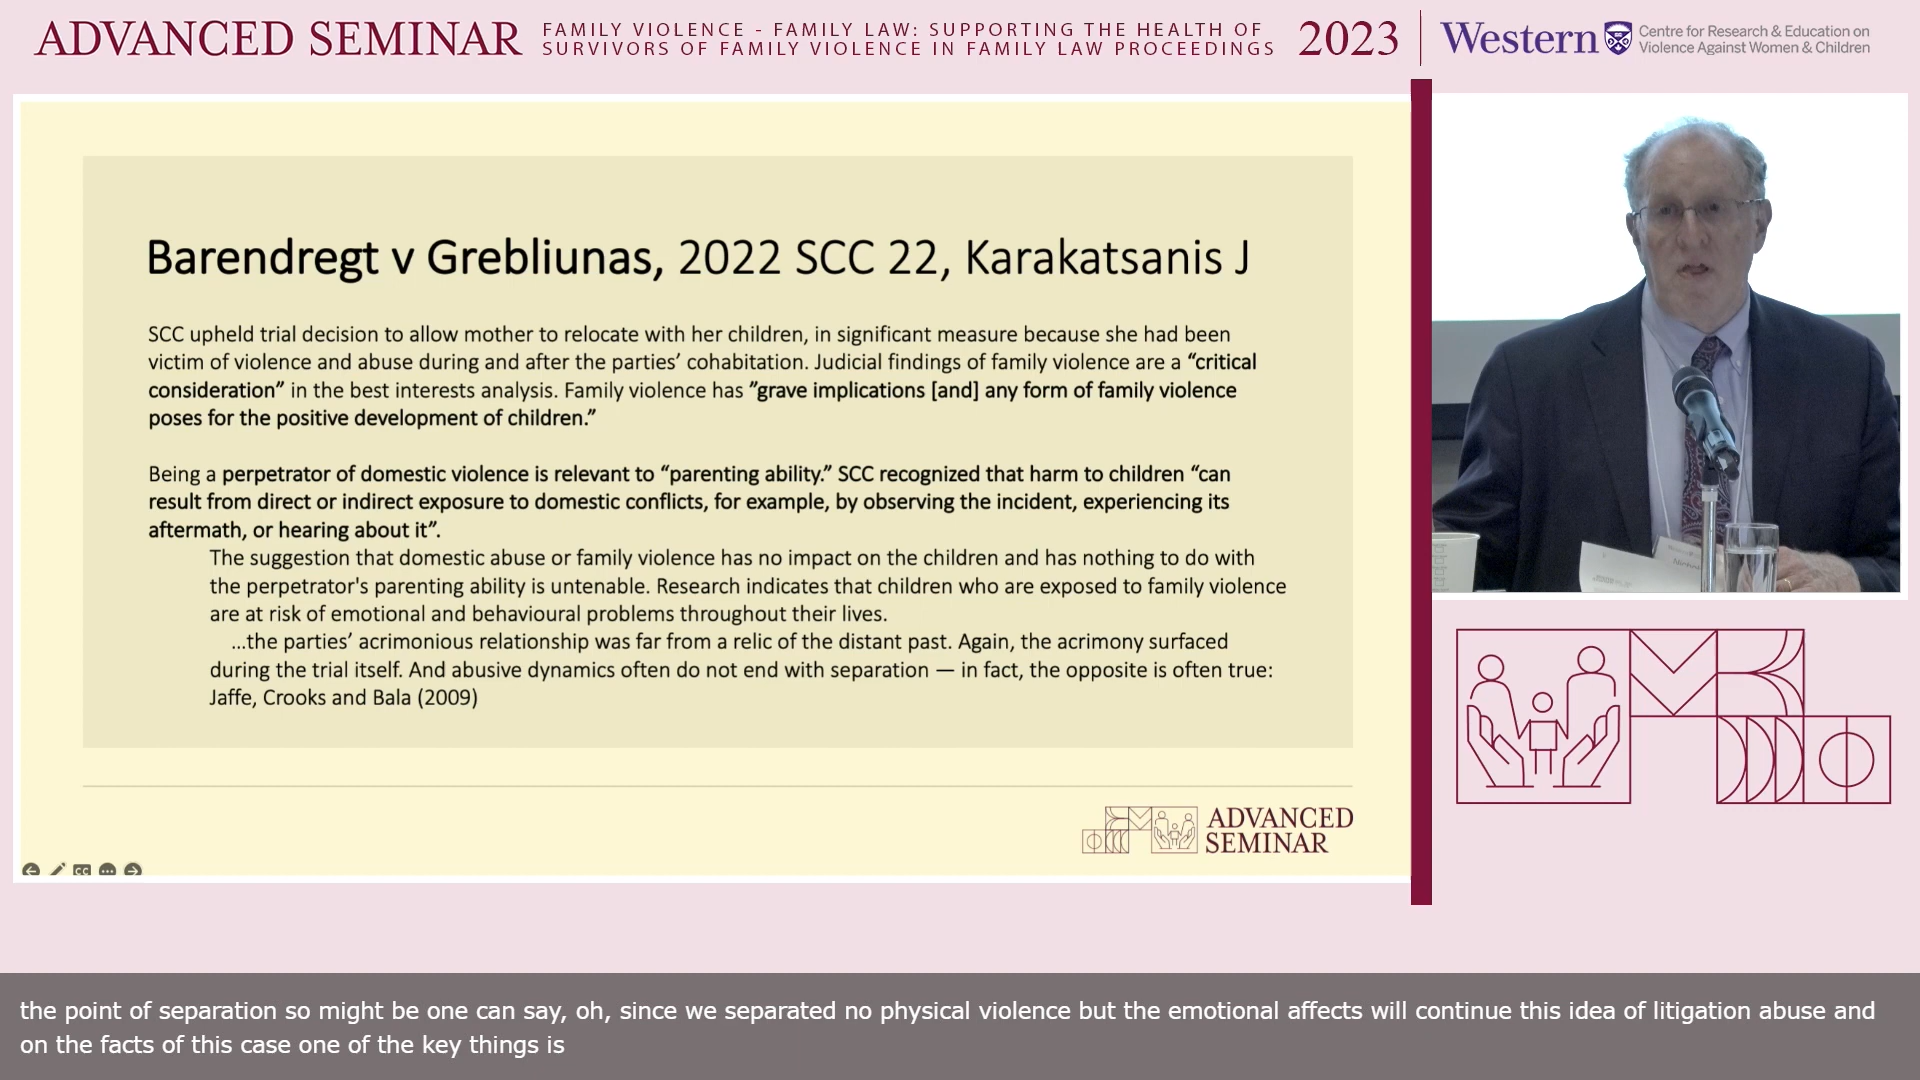 ADVANCED SEMINAR
FAMILY VIOLENCE - FAMILY LAW: SUPPORTING THE HEALTH OF
SURVIVORS OF FAMILY VIOLENCE IN FAMILY LAW PROCEEDINGS
2023
Western
Centre for Research & Education on
Violence Against Women & Children
Barendregt v Grebliunas, 2022 SCC 22, Karakatsanis J
SCC upheld trial decision to allow mother to relocate with her children, in significant measure because she had been
victim of violence and abuse during and after the parties’ cohabitation. Judicial findings of family violence are a “critical
consideration” in the best interests analysis. Family violence has ”grave implications [and] any form of family violence
poses for the positive development of children.”
Being a perpetrator of domestic violence is relevant to “parenting ability.” SCC recognized that harm to children “can
result from direct or indirect exposure to domestic conflicts, for example, by observing the incident, experiencing its
aftermath, or hearing about it”.
The suggestion that domestic abuse or family violence has no impact on the children and has nothing to do with
the perpetrator's parenting ability is untenable. Research indicates that children who are exposed to family violence
are at risk of emotional and behavioural problems throughout their lives.
…the parties’ acrimonious relationship was far from a relic of the distant past. Again, the acrimony surfaced
during the trial itself. And abusive dynamics often do not end with separation — in fact, the opposite is often true:
Jaffe, Crooks and Bala (2009)
ADVANCED
SEMINAR
CC
the point of separation so might be one can say, oh, since we separated no physical violence but the emotional affects will continue this idea of litigation abuse and
on the facts of this case one of the key things is